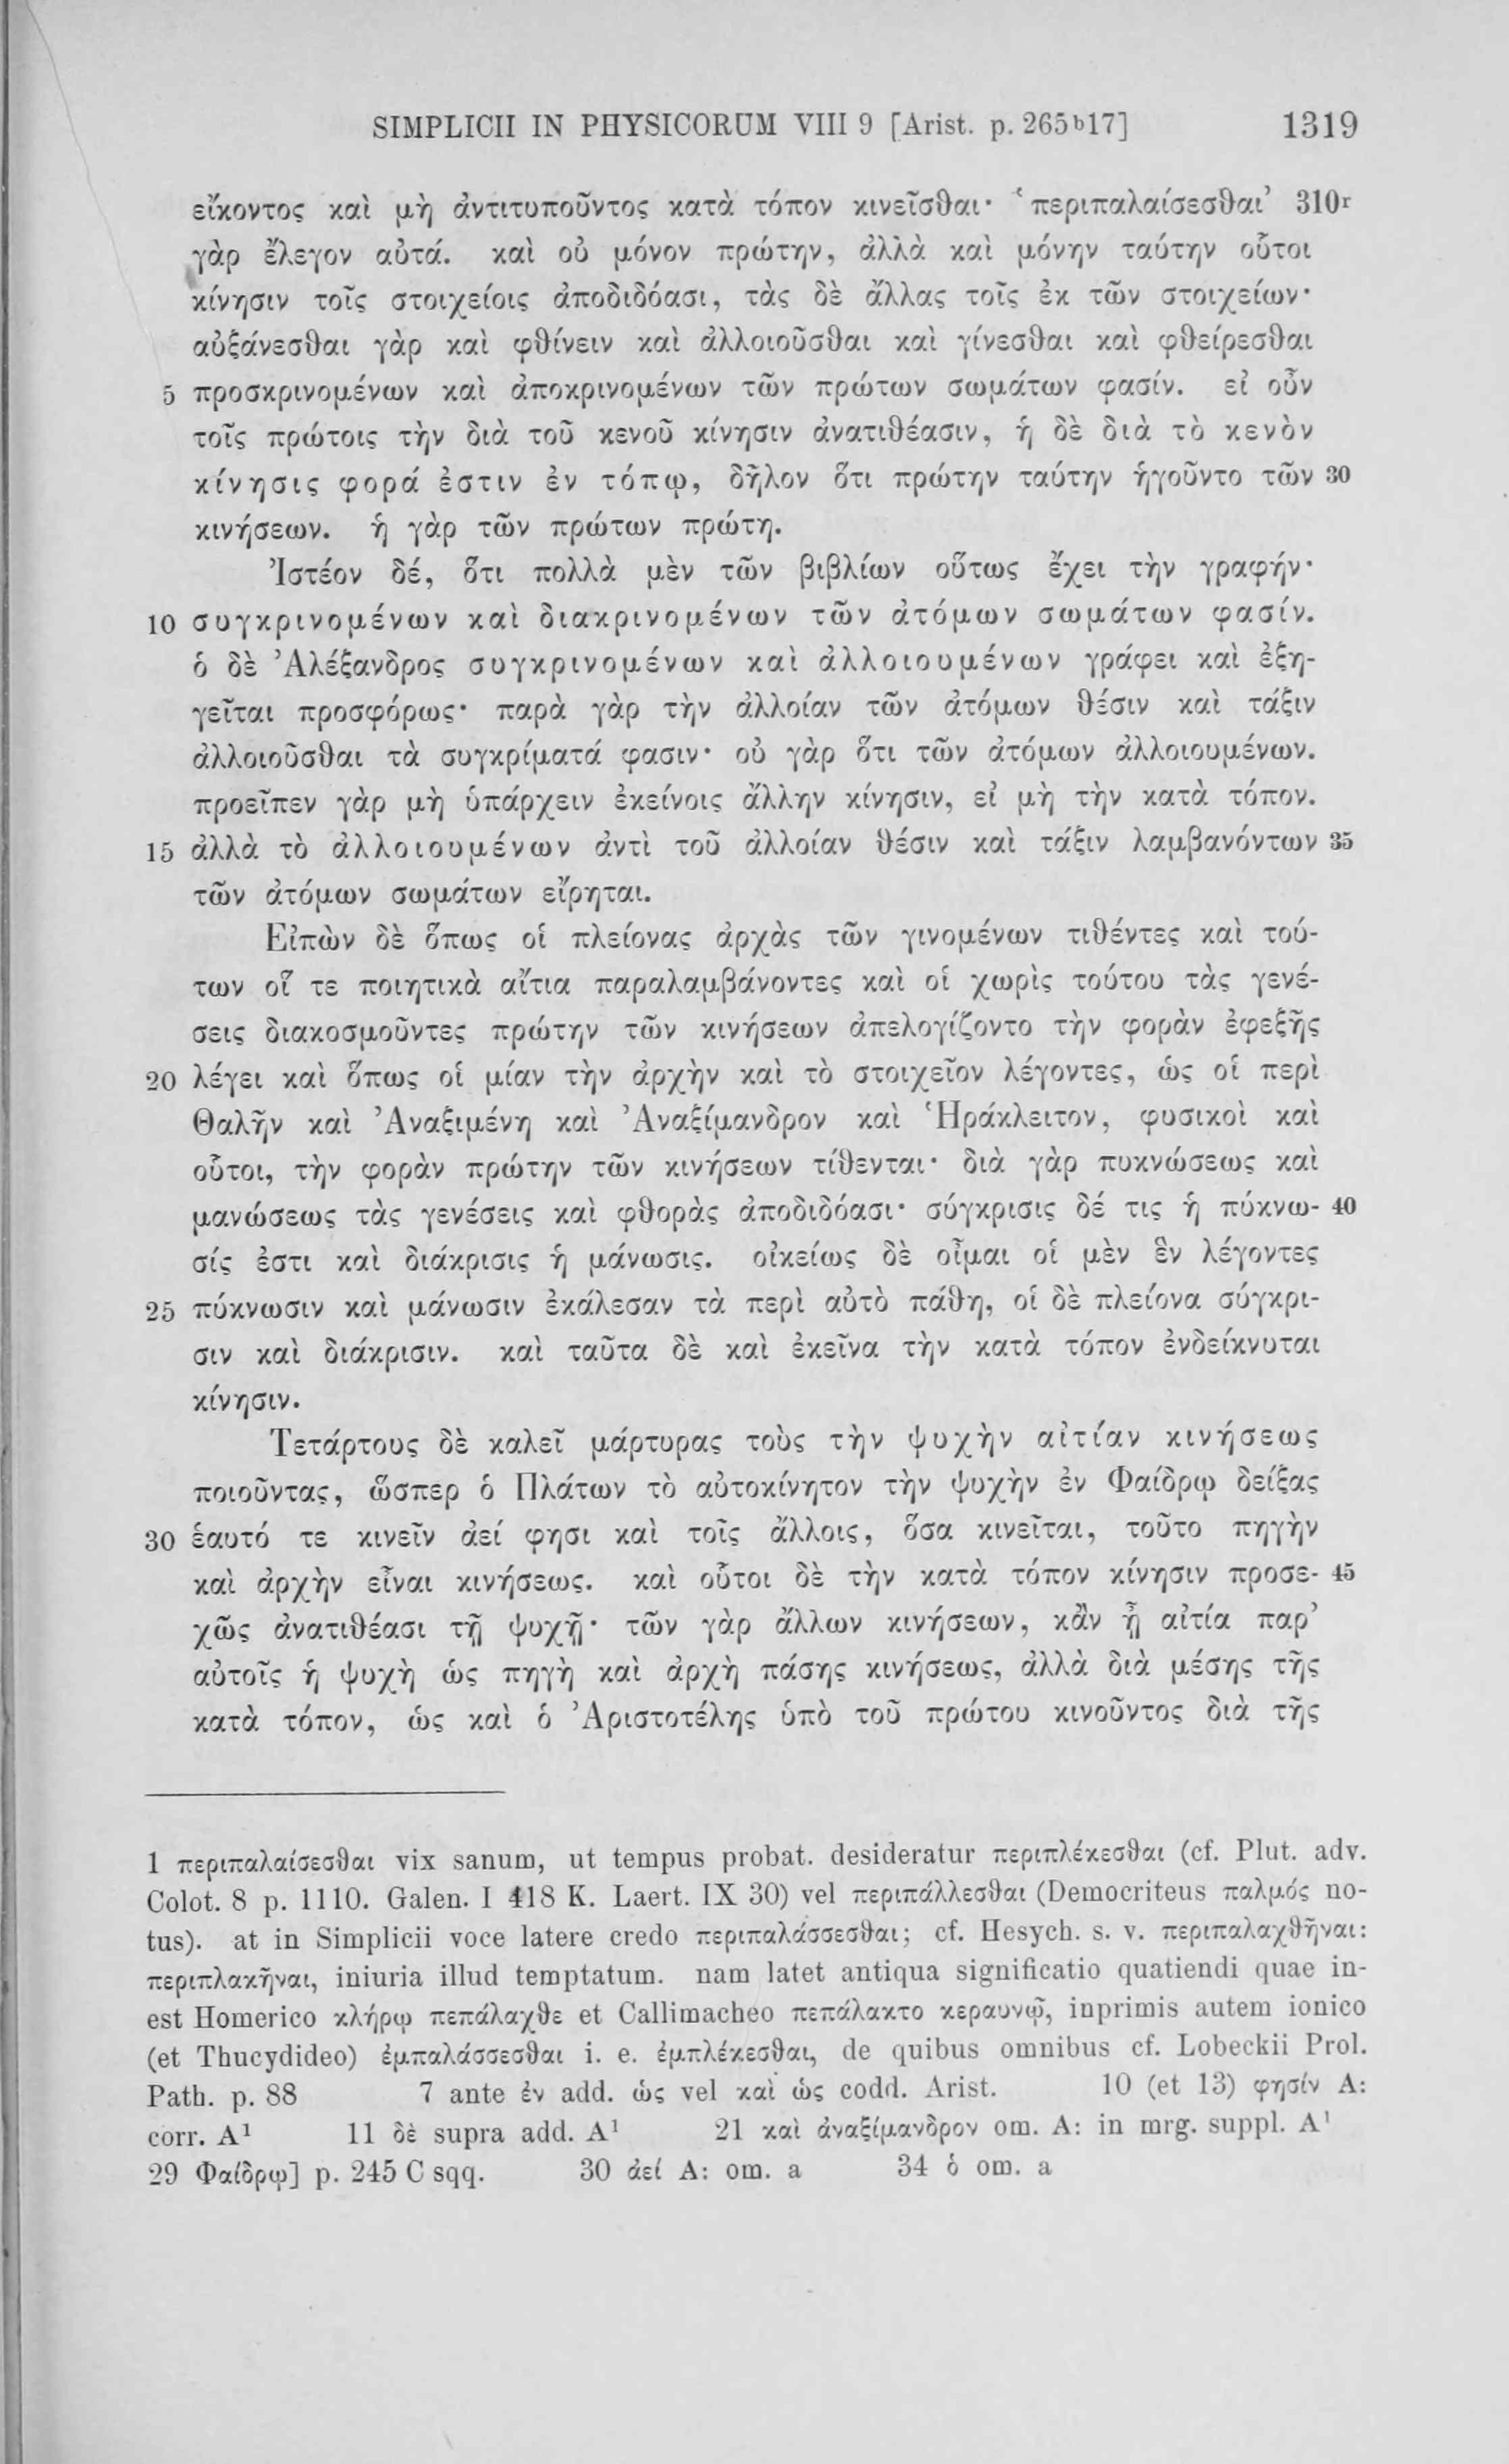 SIMPLICII IN PHYSICORUM VIII 9 [Arist. p. 265ᵇ17] 1319
εἴκοντος καὶ μὴ ἀντιτυποῦντος κατὰ τόπον κινεῖσθαι· ‘περιπαλαίσεσθαι’ 310ʳ
γὰρ ἔλεγον αὐτά. καὶ οὐ μόνον πρώτην, ἀλλὰ καὶ μόνην ταύτην οὗτοι
κίνησιν τοῖς στοιχείοις ἀποδιδόασι, τὰς δὲ ἄλλας τοῖς ἐκ τῶν στοιχείων·
αὐξάνεσθαι γὰρ καὶ φθίνειν καὶ ἀλλοιοῦσθαι καὶ γίνεσθαι καὶ φθείρεσθαι
5 προσκρινομένων καὶ ἀποκρινομένων τῶν πρώτων σωμάτων φασίν. εἰ οὖν
τοῖς πρώτοις τὴν διὰ τοῦ κενοῦ κίνησιν ἀνατιθέασιν, ἡ δὲ διὰ τὸ κενὸν
κίνησις φορά ἐστιν ἐν τόπῳ, δῆλον ὅτι πρώτην ταύτην ἡγοῦντο τῶν 30
κινήσεων. ἡ γὰρ τῶν πρώτων πρώτη.
Ἰστέον δέ, ὅτι πολλὰ μὲν τῶν βιβλίων οὕτως ἔχει τὴν γραφήν·
10 συγκρινομένων καὶ διακρινομένων τῶν ἀτόμων σωμάτων φασίν.
ὁ δὲ Ἀλέξανδρος συγκρινομένων καὶ ἀλλοιουμένων γράφει καὶ ἐξη-
γεῖται προσφόρως· παρὰ γὰρ τὴν ἀλλοίαν τῶν ἀτόμων θέσιν καὶ τάξιν
ἀλλοιοῦσθαι τὰ συγκρίματά φασιν· οὐ γὰρ ὅτι τῶν ἀτόμων ἀλλοιουμένων.
προεῖπεν γὰρ μὴ ὑπάρχειν ἐκείνοις ἄλλην κίνησιν, εἰ μὴ τὴν κατὰ τόπον.
15 ἀλλὰ τὸ ἀλλοιουμένων ἀντὶ τοῦ ἀλλοίαν θέσιν καὶ τάξιν λαμβανόντων 35
τῶν ἀτόμων σωμάτων εἴρηται.
Εἰπὼν δὲ ὅπως οἱ πλείονας ἀρχὰς τῶν γινομένων τιθέντες καὶ τού-
των οἵ τε ποιητικὰ αἴτια παραλαμβάνοντες καὶ οἱ χωρὶς τούτου τὰς γενέ-
σεις διακοσμοῦντες πρώτην τῶν κινήσεων ἀπελογίζοντο τὴν φορὰν ἐφεξῆς
20 λέγει καὶ ὅπως οἱ μίαν τὴν ἀρχὴν καὶ τὸ στοιχεῖον λέγοντες, ὡς οἱ περὶ
Θαλῆν καὶ Ἀναξιμένη καὶ Ἀναξίμανδρον καὶ Ἡράκλειτον, φυσικοὶ καὶ
οὗτοι, τὴν φορὰν πρώτην τῶν κινήσεων τίθενται· διὰ γὰρ πυκνώσεως καὶ
μανώσεως τὰς γενέσεις καὶ φθορὰς ἀποδιδόασι· σύγκρισις δέ τις ἡ πύκνω- 40
σίς ἐστι καὶ διάκρισις ἡ μάνωσις. οἰκείως δὲ οἶμαι οἱ μὲν ἓν λέγοντες
25 πύκνωσιν καὶ μάνωσιν ἐκάλεσαν τὰ περὶ αὐτὸ πάθη, οἱ δὲ πλείονα σύγκρι-
σιν καὶ διάκρισιν. καὶ ταῦτα δὲ καὶ ἐκεῖνα τὴν κατὰ τόπον ἐνδείκνυται
κίνησιν.
Τετάρτους δὲ καλεῖ μάρτυρας τοὺς τὴν ψυχὴν αἰτίαν κινήσεως
ποιοῦντας, ὥσπερ ὁ Πλάτων τὸ αὐτοκίνητον τὴν ψυχὴν ἐν Φαίδρῳ δείξας
30 ἑαυτό τε κινεῖν ἀεί φησι καὶ τοῖς ἄλλοις, ὅσα κινεῖται, τοῦτο πηγὴν
καὶ ἀρχὴν εἶναι κινήσεως. καὶ οὗτοι δὲ τὴν κατὰ τόπον κίνησιν προσε- 45
χῶς ἀνατιθέασι τῇ ψυχῇ· τῶν γὰρ ἄλλων κινήσεων, κἂν ᾖ αἰτία παρ’
αὐτοῖς ἡ ψυχὴ ὡς πηγὴ καὶ ἀρχὴ πάσης κινήσεως, ἀλλὰ διὰ μέσης τῆς
κατὰ τόπον, ὡς καὶ ὁ Ἀριστοτέλης ὑπὸ τοῦ πρώτου κινοῦντος διὰ τῆς
1 περιπαλαίσεσθαι vix sanum, ut tempus probat. desideratur περιπλέκεσθαι (cf. Plut. adv.
Colot. 8 p. 1110. Galen. I 418 K. Laert. IX 30) vel περιπάλλεσθαι (Democriteus παλμός no-
tus). at in Simplicii voce latere credo περιπαλάσσεσθαι; cf. Hesych. s. v. περιπαλαχθῆναι:
περιπλακῆναι, iniuria illud temptatum. nam latet antiqua significatio quatiendi quae in-
est Homerico κλήρῳ πεπάλαχθε et Callimacheo πεπάλακτο κεραυνῷ, inprimis autem ionico
(et Thucydideo) ἐμπαλάσσεσθαι i. e. ἐμπλέκεσθαι, de quibus omnibus cf. Lobeckii Prol.
Path. p. 88 7 ante ἐν add. ὡς vel καὶ ὡς codd. Arist. 10 (et 13) φησίν A:
corr. A¹ 11 δὲ supra add. A¹ 21 καὶ ἀναξίμανδρον om. A: in mrg. suppl. A¹
29 Φαίδρῳ] p. 245 C sqq. 30 ἀεί A: om. a 34 ὁ om. a